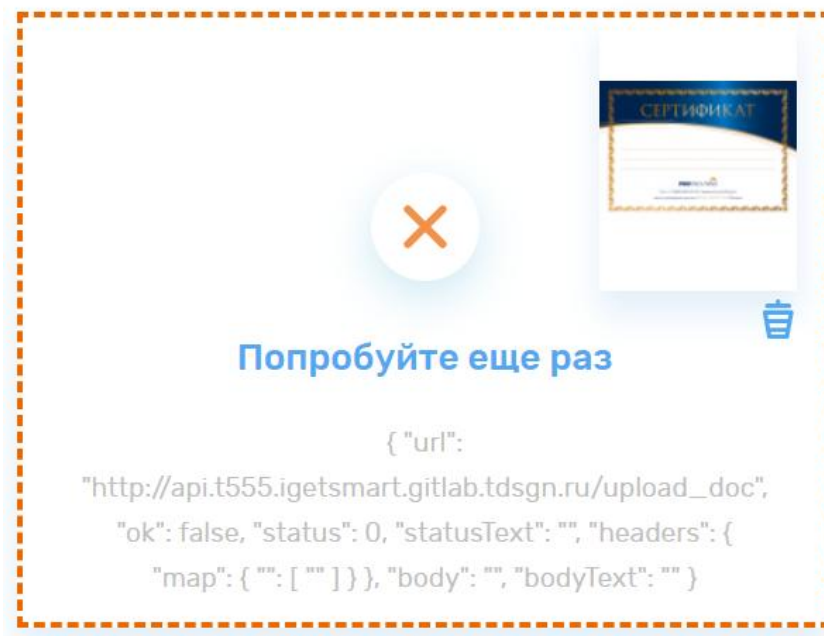 СЕРТИФИКАТ
Попробуйте еще раз
{ "url":
"http://api.t555.igetsmart.gitlab.tdsgn.ru/upload_doc",
"ok": false, "status": 0, "statusText": "", "headers": {
"map": { "": [ "" ] } }, "body": "", "bodyText": "" }